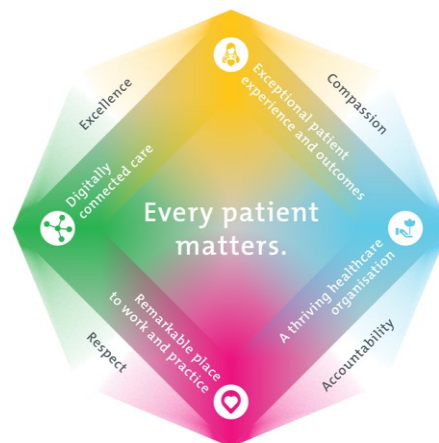 Excellence
Compassion
Exceptional patient
experience and outcomes
Digitally
connected care
Every patient
matters.
A thriving healthcare
organisation
Remarkable place
to work and practice
Respect
Accountability